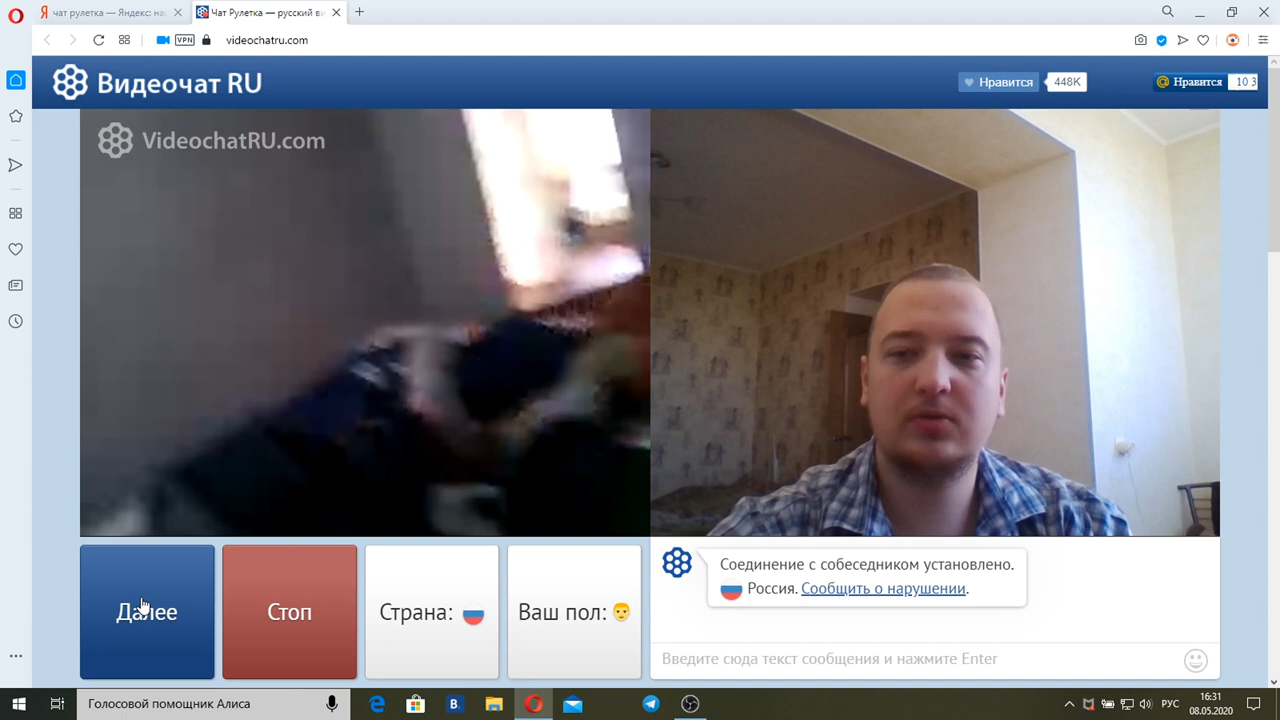 чат рулетка — Яндекс: на
Чат Рулетка — русский ви
VPN
videochatru.com
Видеочат RU
Нравится
448K
Нравится
10 3
VideochatRU.com
Соединение с собеседником установлено.
Россия. Сообщить о нарушении.
Далее
Стоп
Страна:
Ваш пол:
Введите сюда текст сообщения и нажмите Enter
Голосовой помощник Алиса
B.
РУС
16:31
08.05.2020